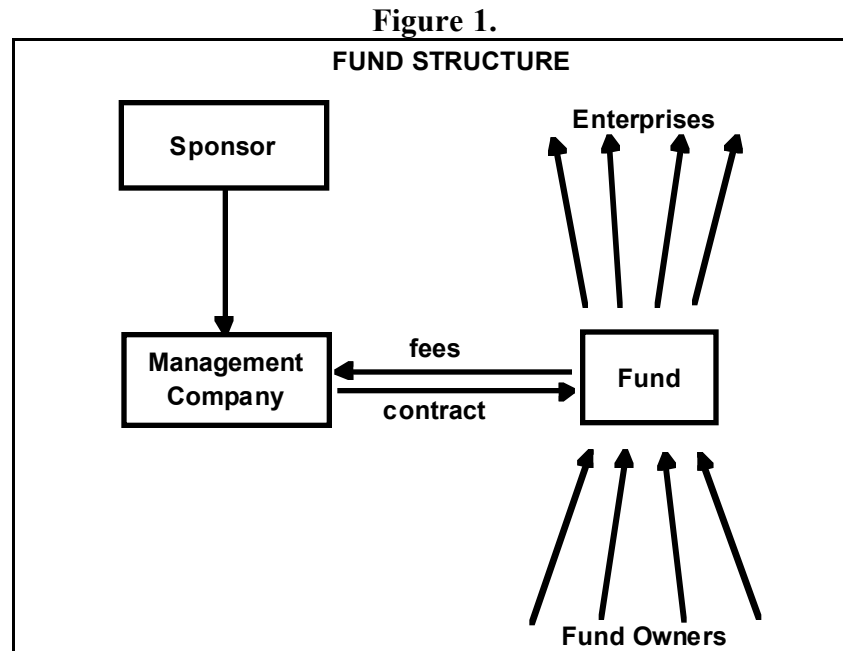 Figure 1.
FUND STRUCTURE
Enterprises
Sponsor
fees
Management
Company
Fund
contract
Fund Owners